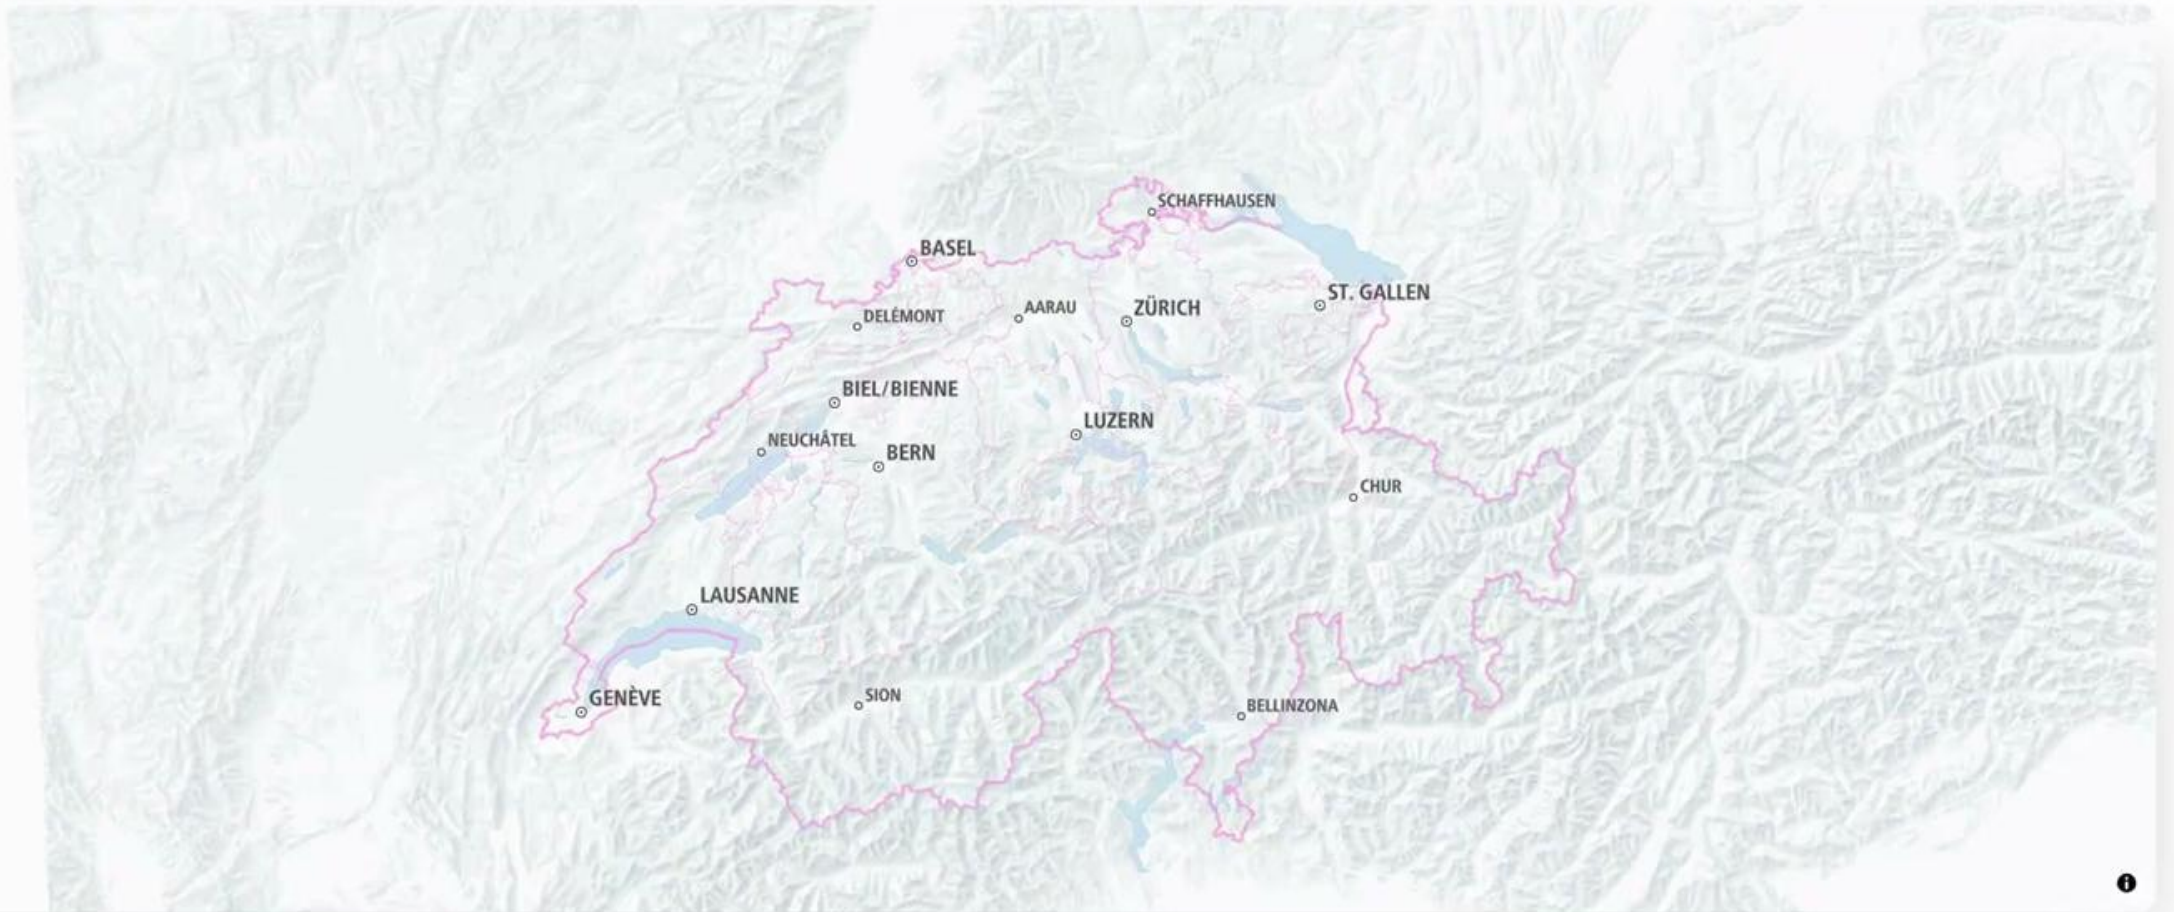 SCHAFFHAUSEN
BASEL
ST. GALLEN
DELÉMONT
AARAU
ZÜRICH
BIEL/BIENNE
LUZERN
NEUCHÂTEL
BERN
CHUR
LAUSANNE
GENÈVE
SION
BELLINZONA
i